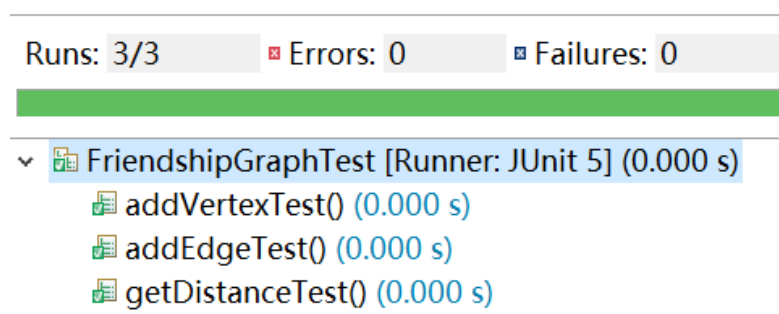 Runs: 3/3 Errors: 0 Failures: 0
FriendshipGraphTest [Runner: JUnit 5] (0.000 s)
addVertexTest() (0.000 s)
addEdgeTest() (0.000 s)
getDistanceTest() (0.000 s)